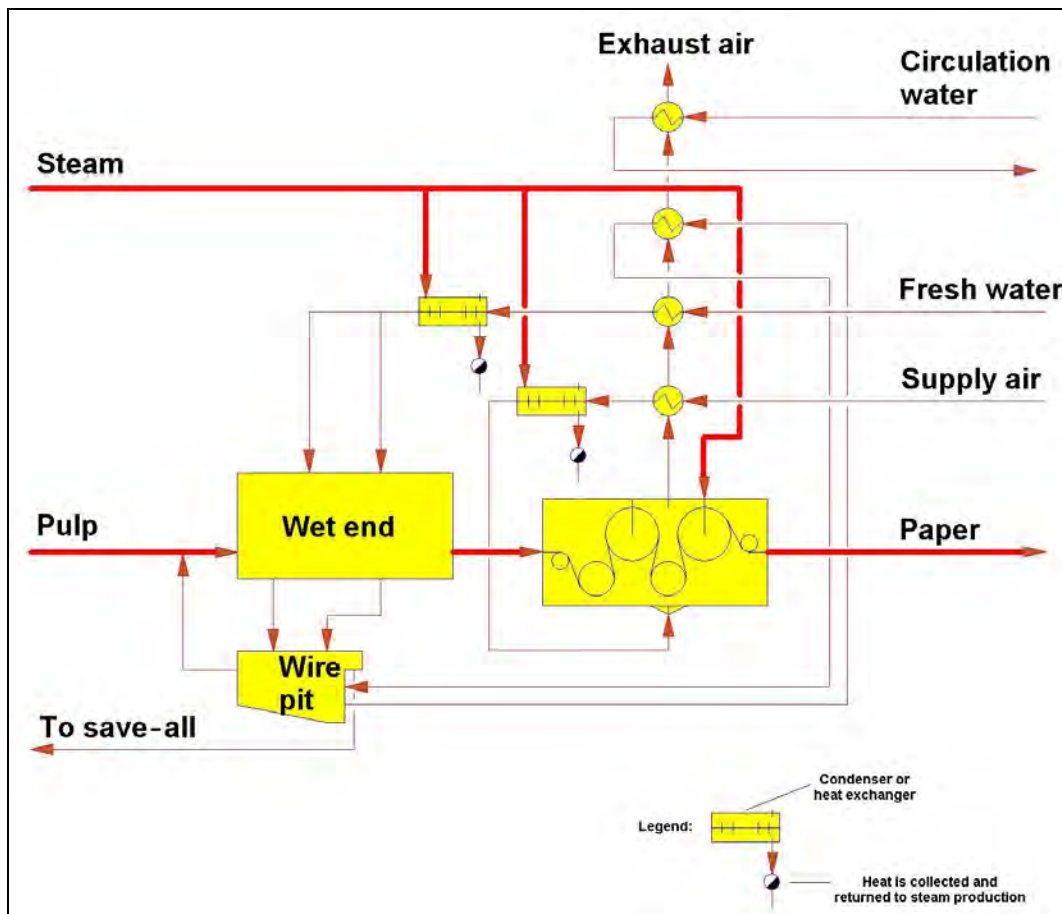 Exhaust air
Circulation
water
Steam
Fresh water
Supply air
Pulp
Wet end
Paper
Wire
pit
To save-all
Condenser or
heat exchanger
Legend:
Heat is collected and
returned to steam production